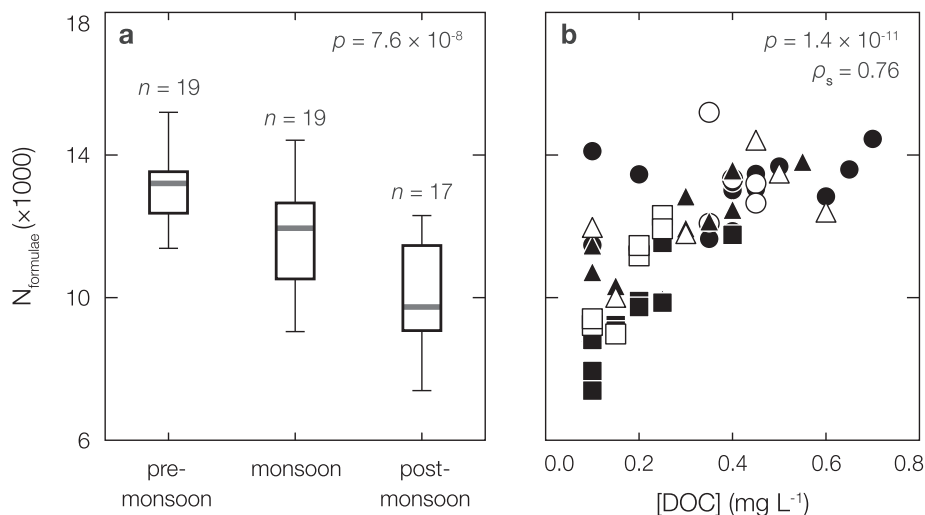 a
p = 7.6 × 10⁻⁸
n = 19
n = 19
n = 17
18
14
10
6
N_formulae (×1000)
pre-
monsoon
monsoon
post-
monsoon
b
p = 1.4 × 10⁻¹¹
ρₛ = 0.76
0.0 0.2 0.4 0.6 0.8
[DOC] (mg L⁻¹)